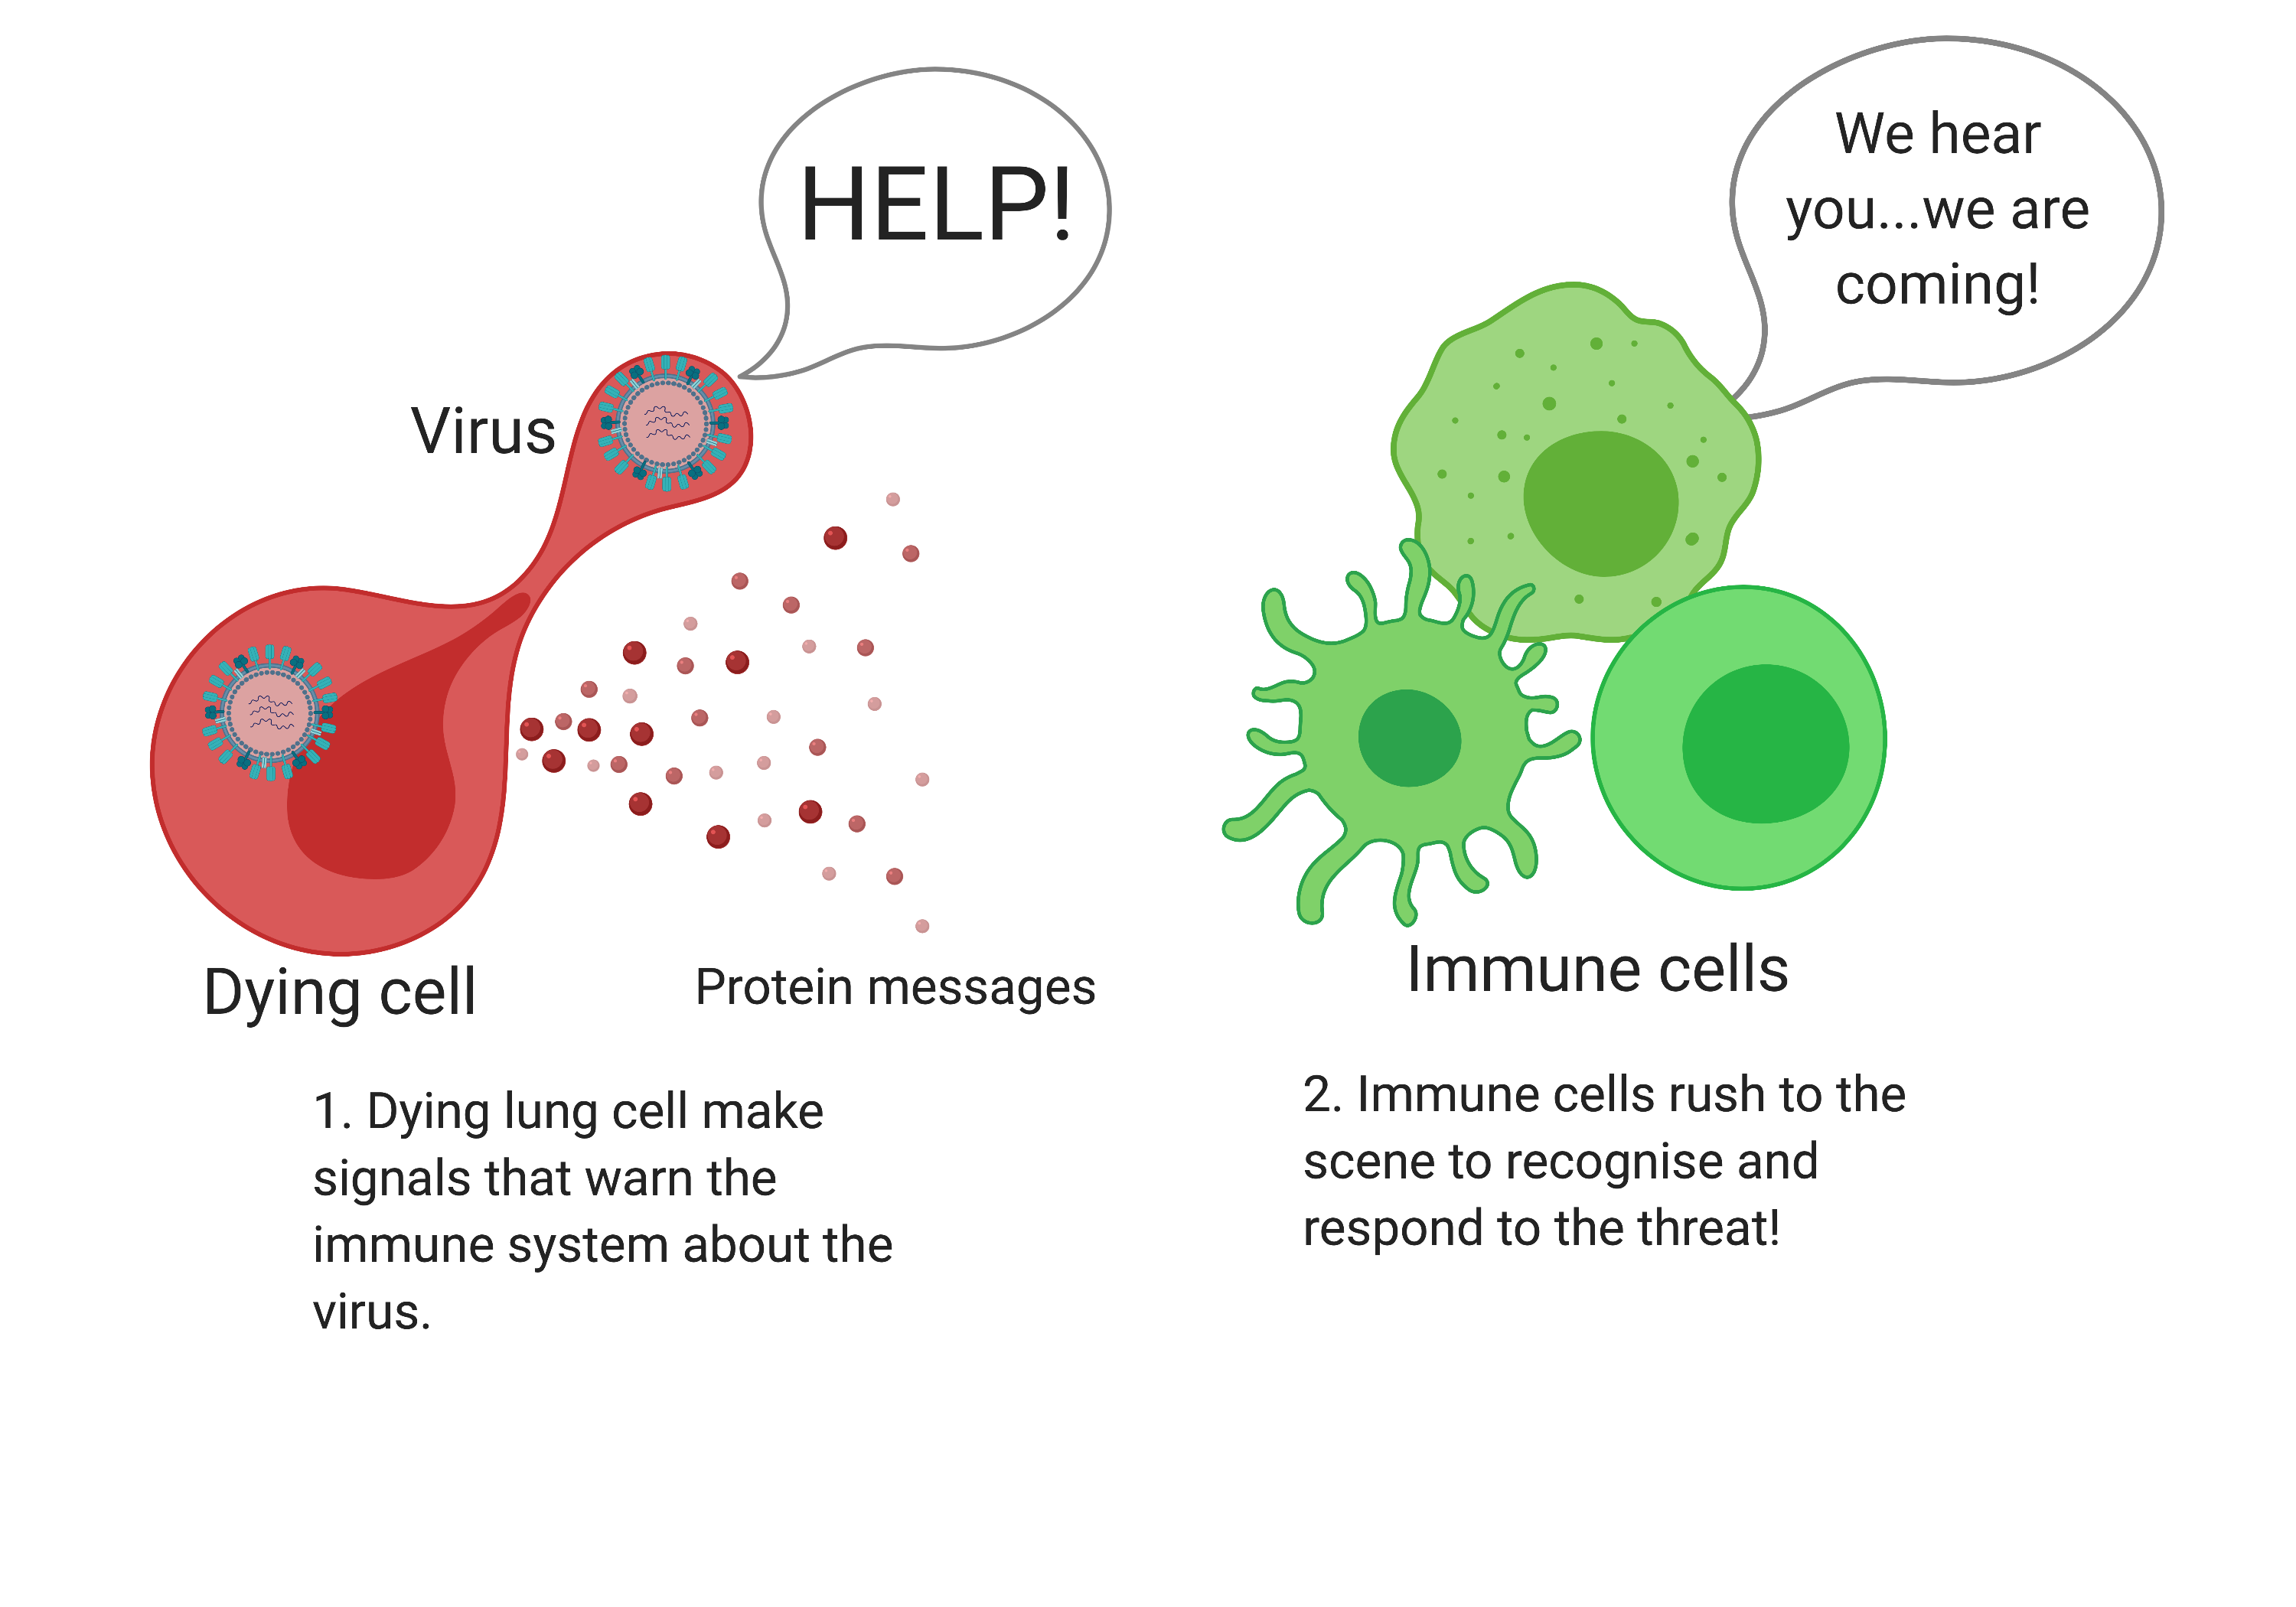 HELP!
We hear
you...we are
coming!
Virus
Dying cell
Protein messages
Immune cells
1. Dying lung cell make
signals that warn the
immune system about the
virus.
2. Immune cells rush to the
scene to recognise and
respond to the threat!